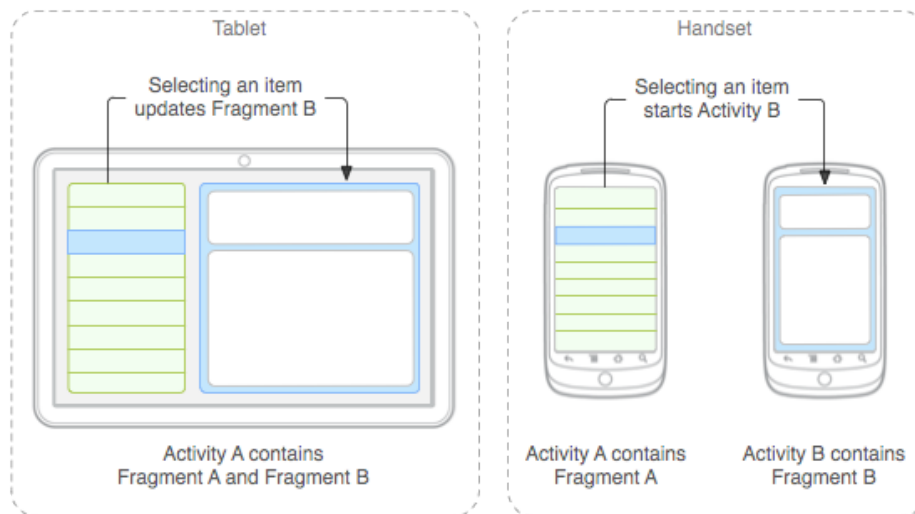 Tablet
Selecting an item
updates Fragment B
Activity A contains
Fragment A and Fragment B
Handset
Selecting an item
starts Activity B
Activity A contains
Fragment A
Activity B contains
Fragment B